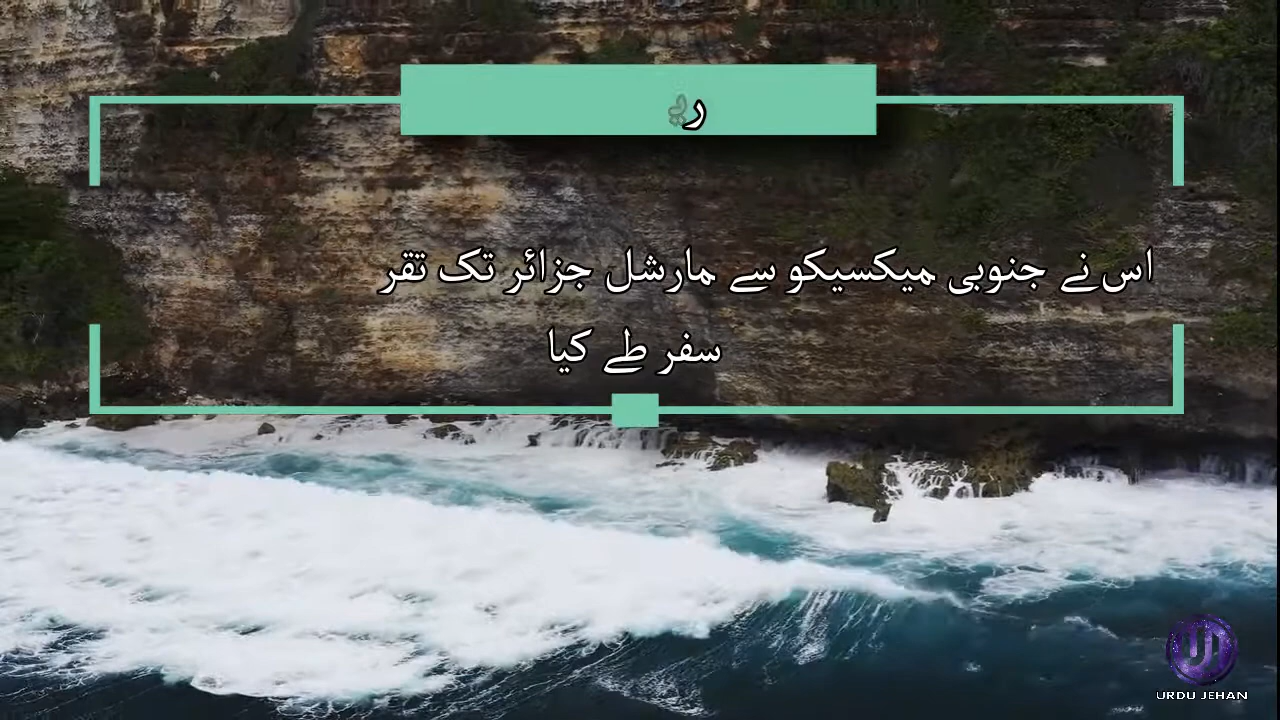 اس نے جنوبی میکسیکو سے مارشل جزائر تک تقر
سفر طے کیا
URDU JEHAN